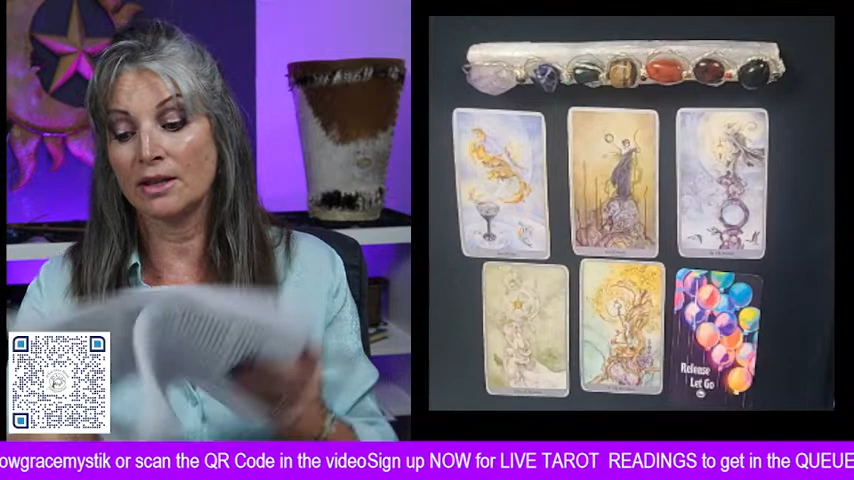 Release
Let Go
owgracemystik or scan the QR Code in the videoSign up NOW for LIVE TAROT  READINGS to get in the QUEUE